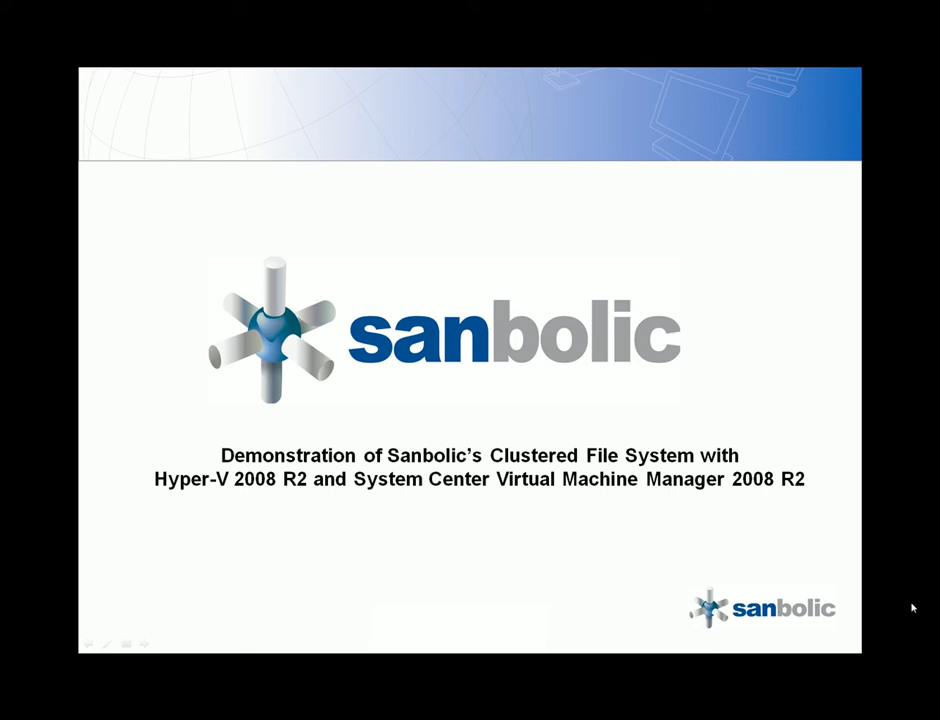 sanbolic
Demonstration of Sanbolic’s Clustered File System with
Hyper-V 2008 R2 and System Center Virtual Machine Manager 2008 R2
sanbolic